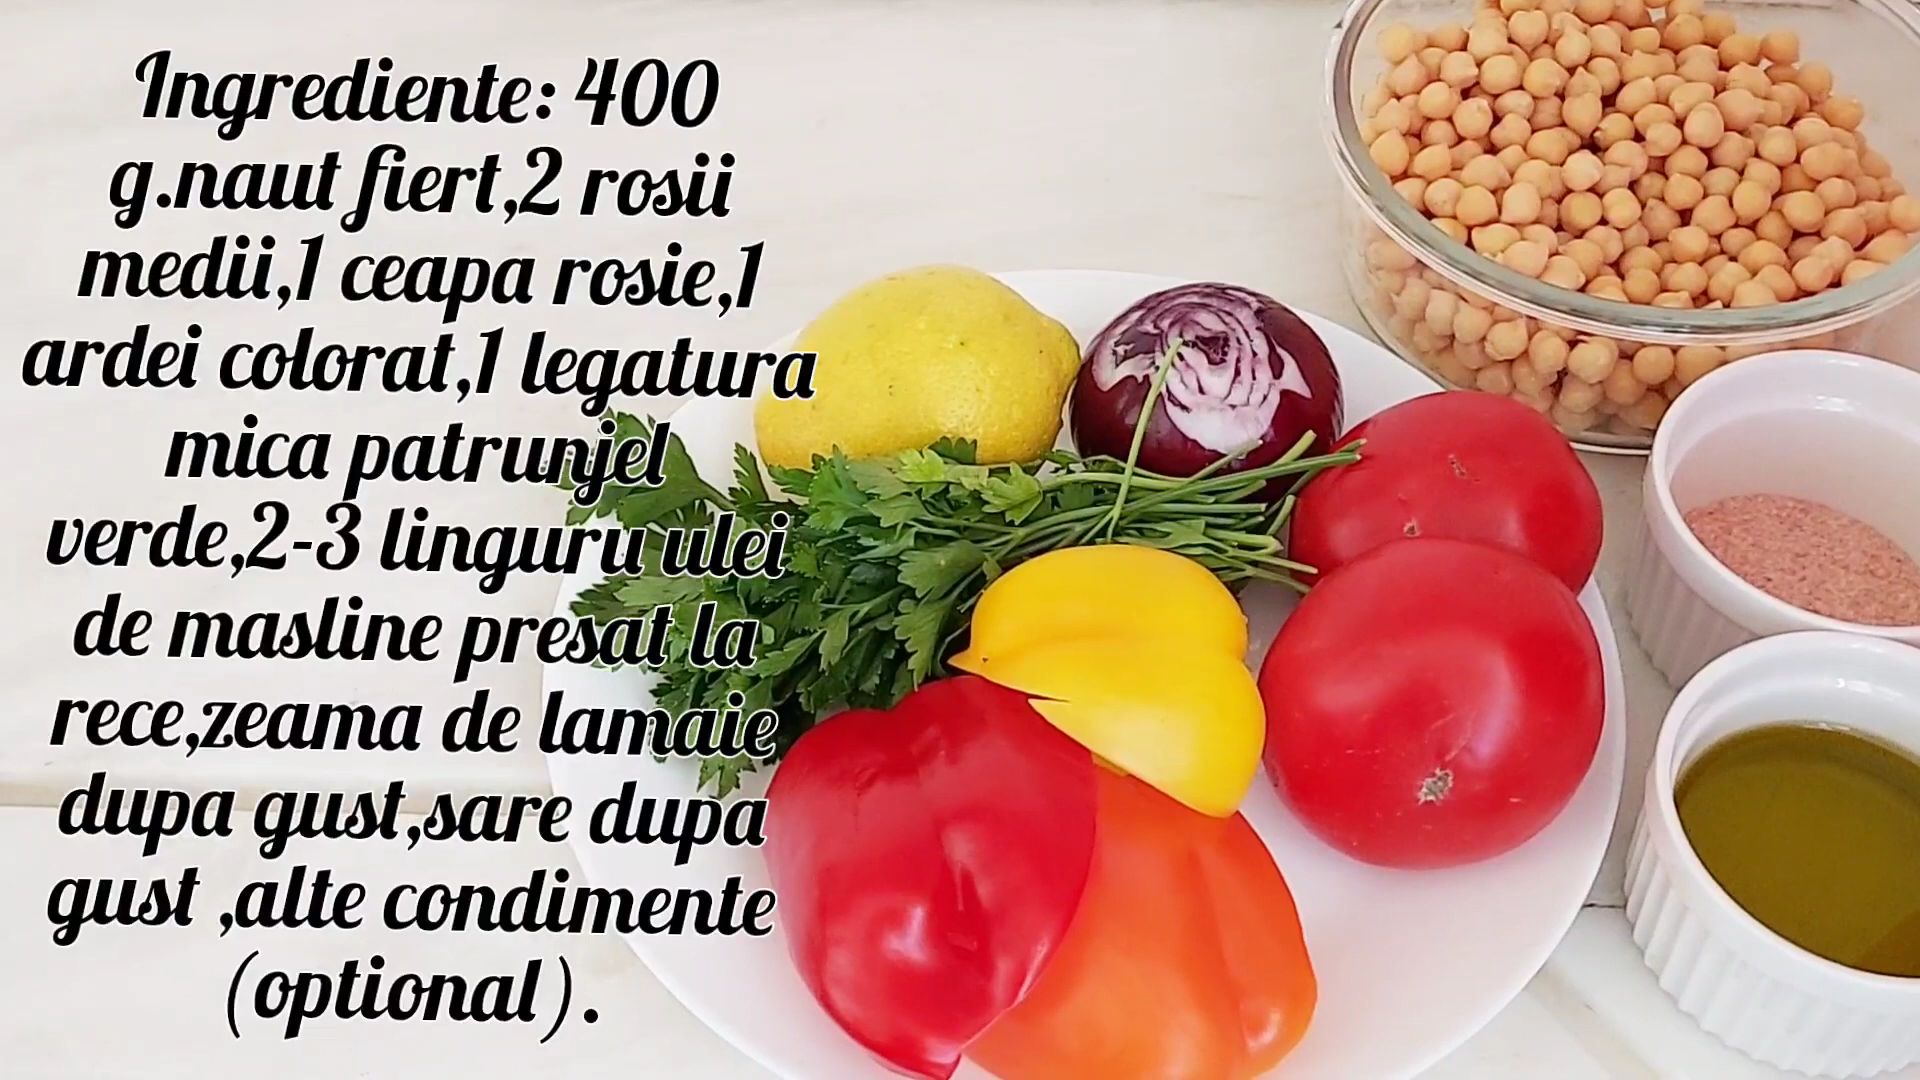 Ingrediente: 400
g.naut fiert,2 rosii
medii,1 ceapa rosie,1
ardei colorat,1 legatura
mica patrunjel
verde,2-3 linguru ulei
de masline presat la
rece,zeama de lamaie
dupa gust,sare dupa
gust ,alte condimente
(optional).